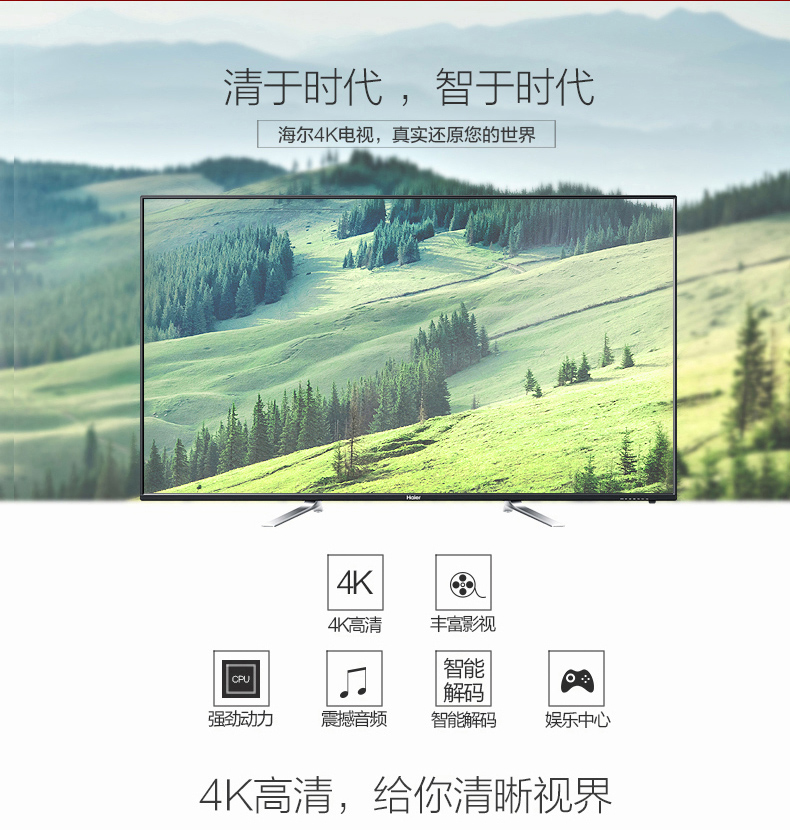 清于时代，智于时代
海尔4K电视，真实还原您的世界
Haier
4K
4K高清
丰富影视
CPU
智能
解码
强劲动力
震撼音频
智能解码
娱乐中心
4K高清，给你清晰视界